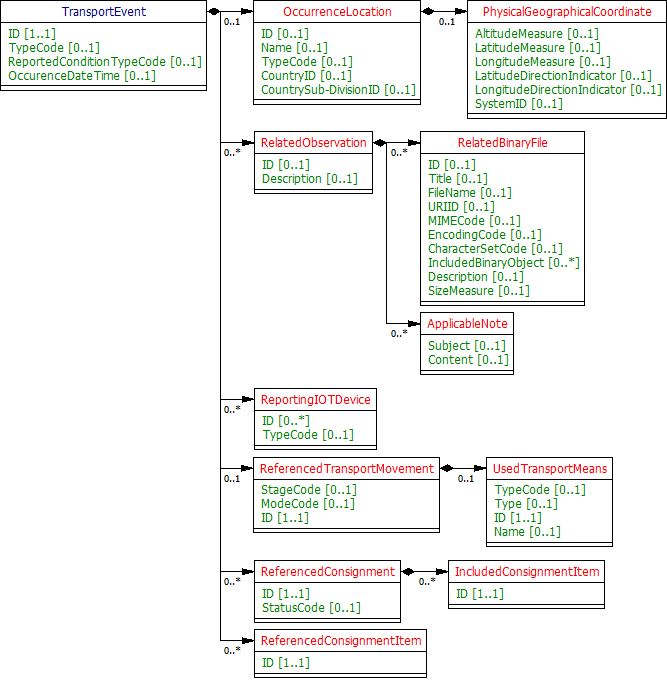 TransportEvent
ID [1..1]
TypeCode [0..1]
ReportedConditionTypeCode [0..1]
OccurenceDateTime [0..1]
0..1
OccurrenceLocation
ID [0..1]
Name [0..1]
TypeCode [0..1]
CountryID [0..1]
CountrySub-DivisionID [0..1]
0..1
PhysicalGeographicalCoordinate
AltitudeMeasure [0..1]
LatitudeMeasure [0..1]
LongitudeMeasure [0..1]
LatitudeDirectionIndicator [0..1]
LongitudeDirectionIndicator [0..1]
SystemID [0..1]
0..*
RelatedObservation
ID [0..1]
Description [0..1]
0..*
RelatedBinaryFile
ID [0..1]
Title [0..1]
FileName [0..1]
URIID [0..1]
MIMECode [0..1]
EncodingCode [0..1]
CharacterSetCode [0..1]
IncludedBinaryObject [0..*]
Description [0..1]
SizeMeasure [0..1]
0..*
ApplicableNote
Subject [0..1]
Content [0..1]
0..*
ReportingIOTDevice
ID [0..*]
TypeCode [0..1]
0..1
ReferencedTransportMovement
StageCode [0..1]
ModeCode [0..1]
ID [1..1]
0..1
UsedTransportMeans
TypeCode [0..1]
Type [0..1]
ID [1..1]
Name [0..1]
0..*
ReferencedConsignment
ID [1..1]
StatusCode [0..1]
0..*
IncludedConsignmentItem
ID [1..1]
0..*
ReferencedConsignmentItem
ID [1..1]